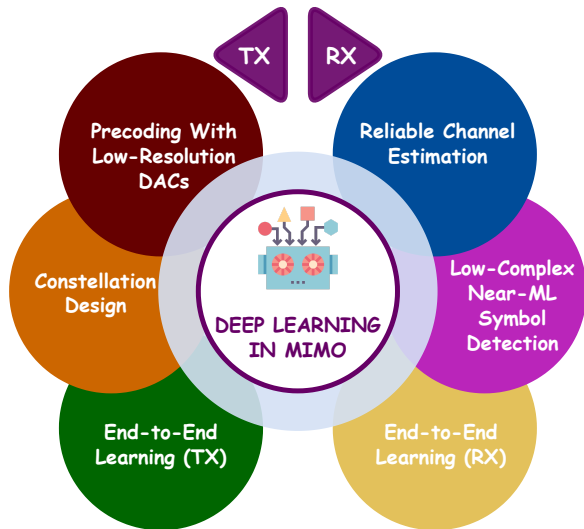 TX
RX
Precoding With
Low-Resolution
DACs
Reliable Channel
Estimation
Constellation
Design
Low-Complex
Near-ML
Symbol
Detection
DEEP LEARNING
IN MIMO
End-to-End
Learning (TX)
End-to-End
Learning (RX)